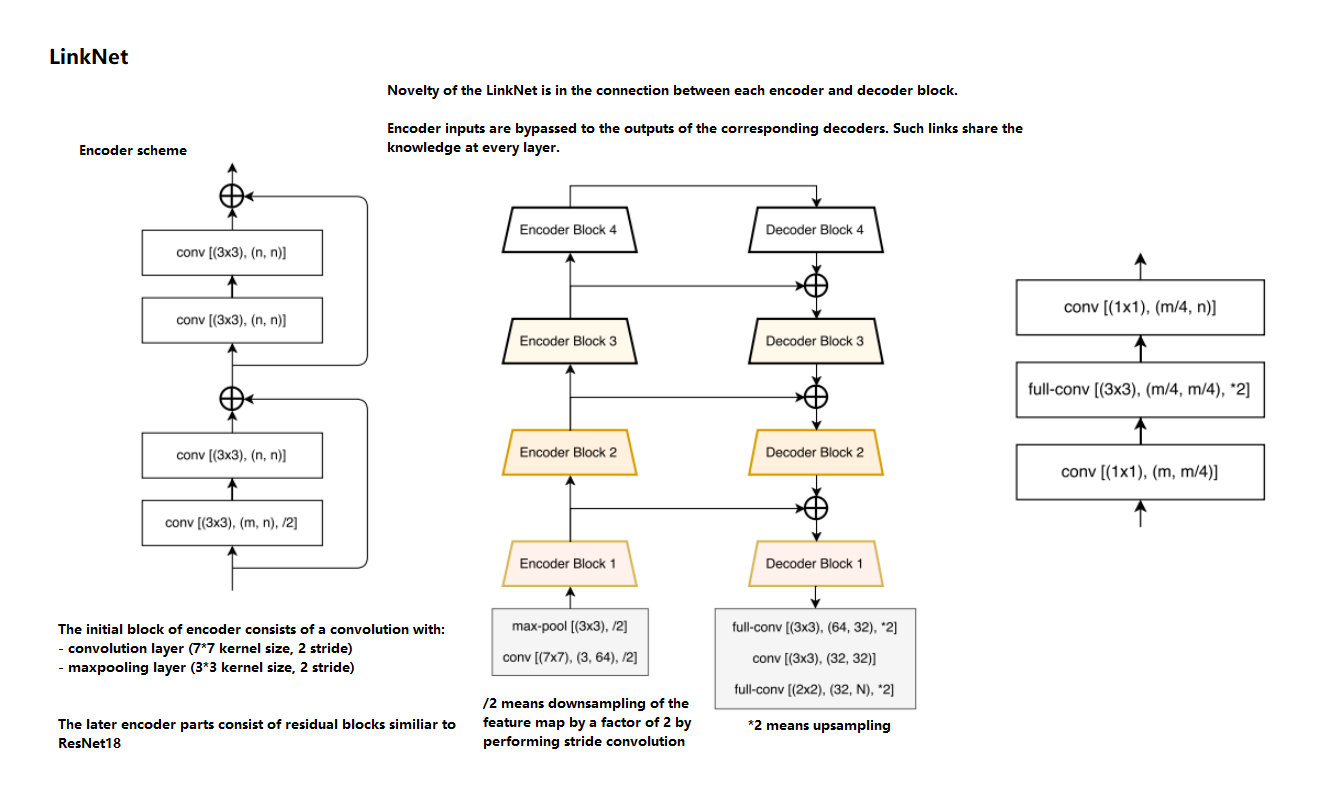 LinkNet
Novelty of the LinkNet is in the connection between each encoder and decoder block.
Encoder inputs are bypassed to the outputs of the corresponding decoders. Such links share the
knowledge at every layer.
Encoder scheme
conv [(3x3), (n, n)]
conv [(3x3), (n, n)]
conv [(3x3), (n, n)]
conv [(3x3), (m, n), /2]
The initial block of encoder consists of a convolution with:
- convolution layer (7*7 kernel size, 2 stride)
- maxpooling layer (3*3 kernel size, 2 stride)
The later encoder parts consist of residual blocks similiar to
ResNet18
Encoder Block 4
Encoder Block 3
Encoder Block 2
Encoder Block 1
max-pool [(3x3), /2]
conv [(7x7), (3, 64), /2]
/2 means downsampling of the
feature map by a factor of 2 by
performing stride convolution
Decoder Block 4
Decoder Block 3
Decoder Block 2
Decoder Block 1
full-conv [(3x3), (64, 32), *2]
conv [(3x3), (32, 32)]
full-conv [(2x2), (32, N), *2]
*2 means upsampling
conv [(1x1), (m/4, n)]
full-conv [(3x3), (m/4, m/4), *2]
conv [(1x1), (m, m/4)]